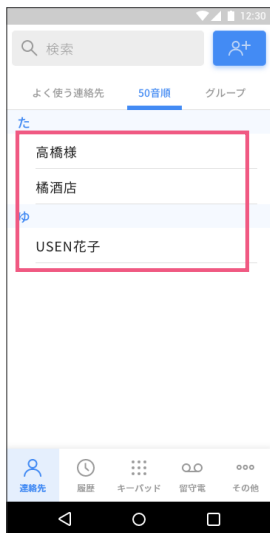 12:30
検索
よく使う連絡先 50音順 グループ
た
高橋様
橘酒店
ゆ
USEN花子
連絡先 履歴 キーパッド 留守電 その他